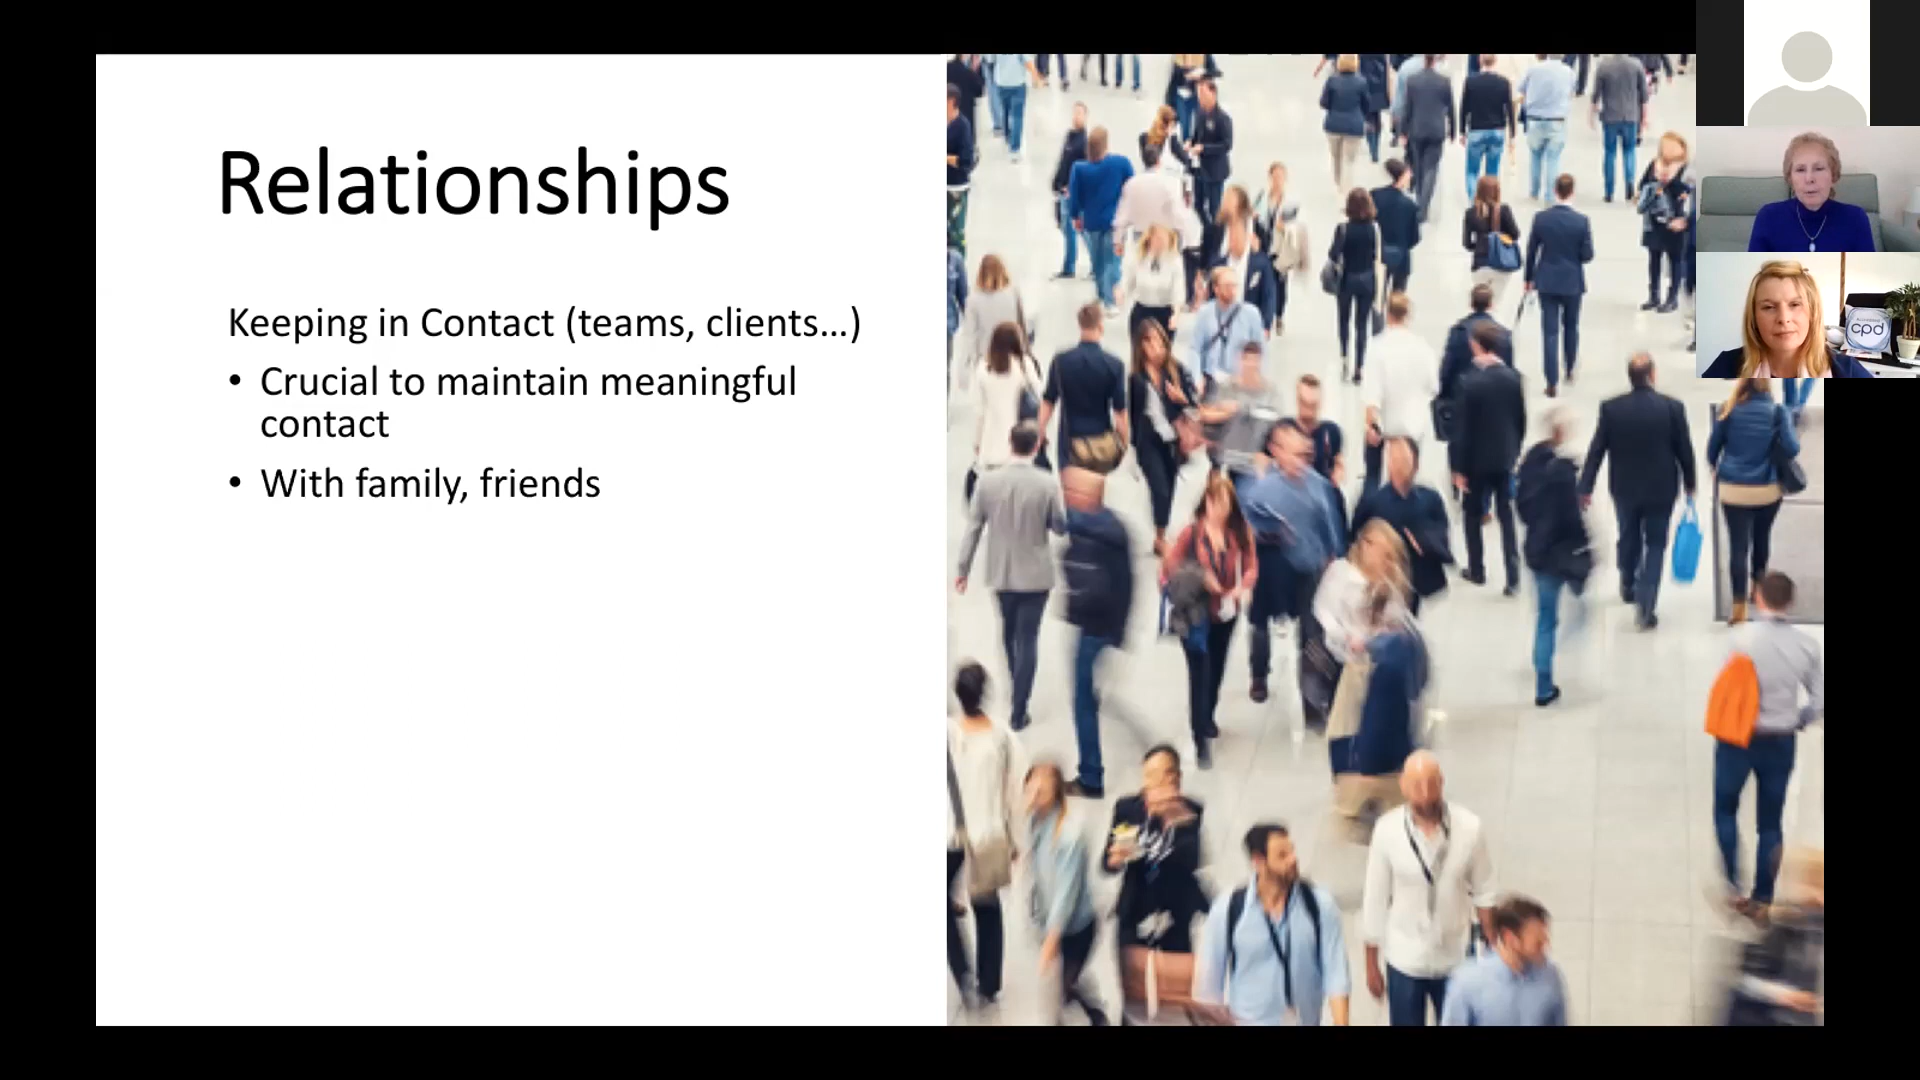 Relationships
Keeping in Contact (teams, clients…)
• Crucial to maintain meaningful
contact
• With family, friends
cpd